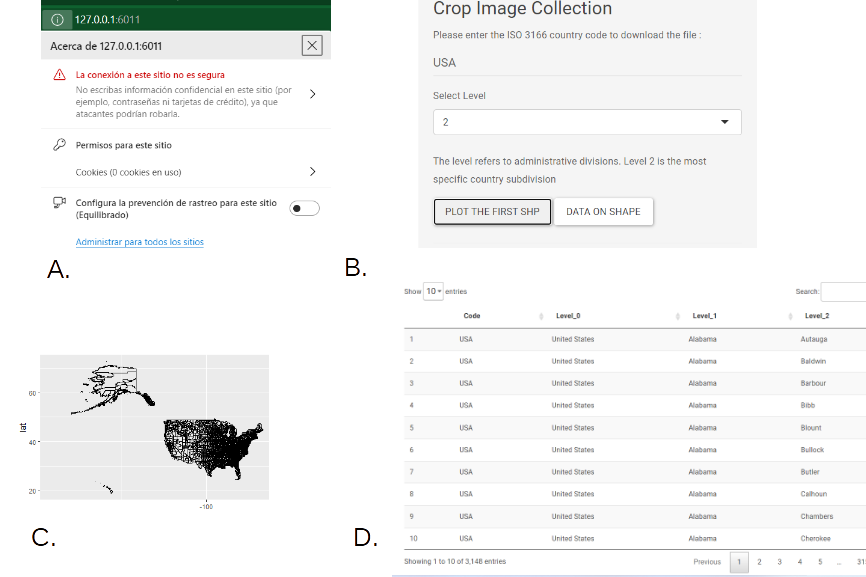 127.0.0.1:6011
Acerca de 127.0.0.1:6011
La conexión a este sitio no es segura
No escribas información confidencial en este sitio (por
ejemplo, contraseñas ni tarjetas de crédito), ya que
atacantes podrían robarla.
Permisos para este sitio
Cookies (0 cookies en uso)
Configura la prevención de rastreo para este sitio
(Equilibrado)
Administrar para todos los sitios
A.
Crop Image Collection
Please enter the ISO 3166 country code to download the file :
USA
Select Level
2
The level refers to administrative divisions. Level 2 is the most
specific country subdivision
PLOT THE FIRST SHP DATA ON SHAPE
B.
60
40
20
lat
-100
C.
Show 10 entries Search:
Code Level_0 Level_1 Level_2
1 USA United States Alabama Autauga
2 USA United States Alabama Baldwin
3 USA United States Alabama Barbour
4 USA United States Alabama Bibb
5 USA United States Alabama Blount
6 USA United States Alabama Bullock
7 USA United States Alabama Butler
8 USA United States Alabama Calhoun
9 USA United States Alabama Chambers
10 USA United States Alabama Cherokee
Showing 1 to 10 of 3,148 entries Previous 1 2 3 4 5 …
D.